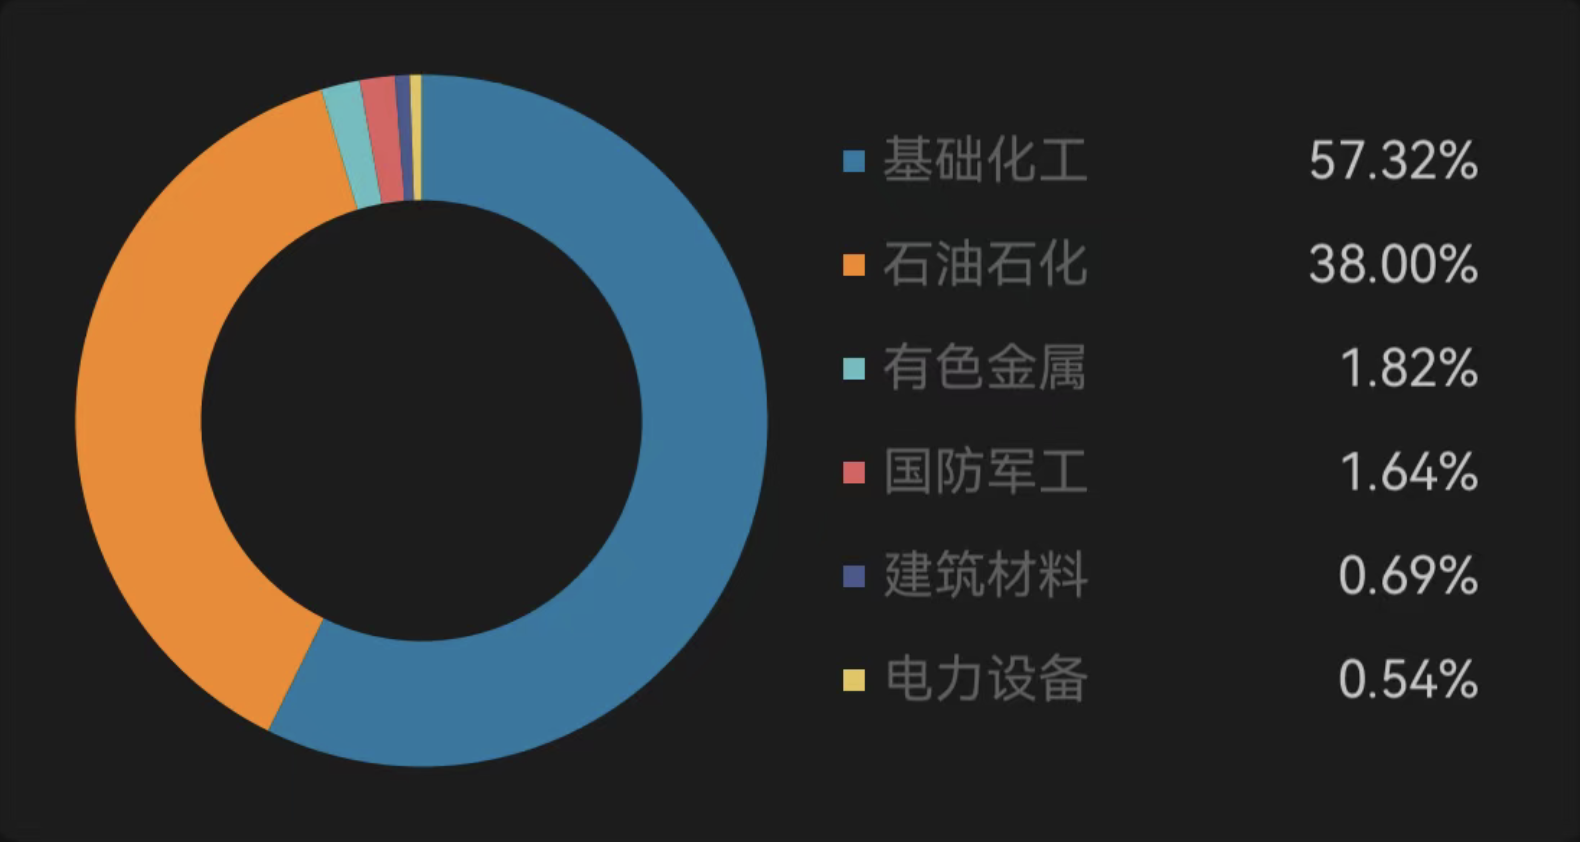 基础化工 57.32%
石油石化 38.00%
有色金属 1.82%
国防军工 1.64%
建筑材料 0.69%
电力设备 0.54%